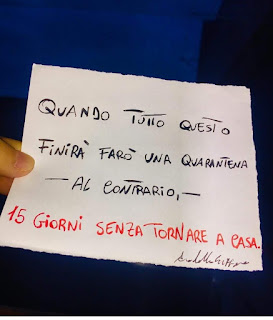 QUANDO TUTTO QUESTO
FINIRÀ FARÒ UNA QUARANTENA
—AL CONTRARIO,—
15 GIORNI SENZA TORNARE A CASA..